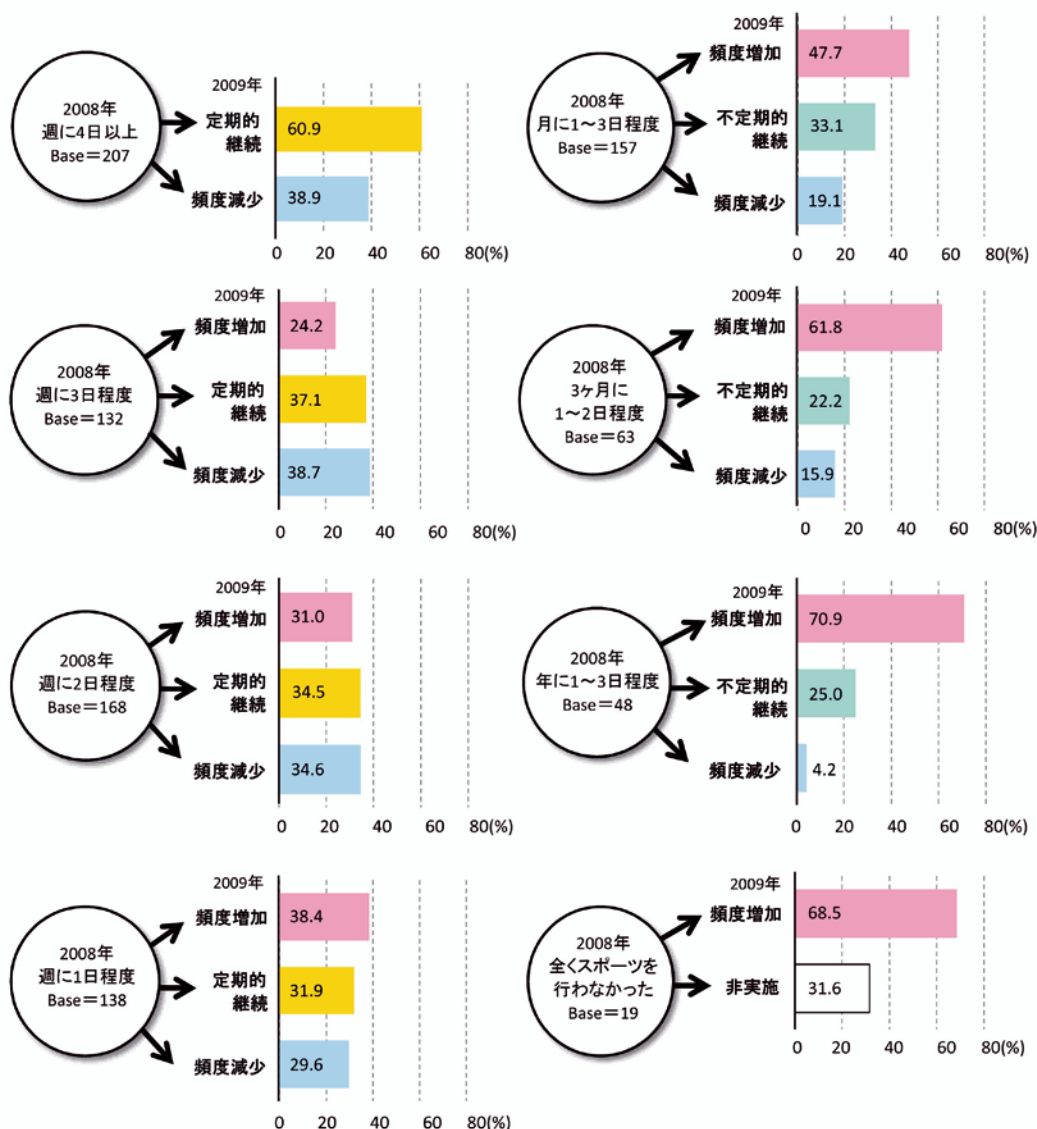 2008年
週に4日以上
Base＝207
2009年
定期的
継続
60.9
頻度減少
38.9
0 20 40 60 80(%)
2008年
月に1～3日程度
Base＝157
2009年
頻度増加
47.7
不定期的
継続
33.1
頻度減少
19.1
0 20 40 60 80(%)
2008年
週に3日程度
Base＝132
2009年
頻度増加
24.2
定期的
継続
37.1
頻度減少
38.7
0 20 40 60 80(%)
2008年
3ヶ月に
1～2日程度
Base＝63
2009年
頻度増加
61.8
不定期的
継続
22.2
頻度減少
15.9
0 20 40 60 80(%)
2008年
週に2日程度
Base＝168
2009年
頻度増加
31.0
定期的
継続
34.5
頻度減少
34.6
0 20 40 60 80(%)
2008年
年に1～3日程度
Base＝48
2009年
頻度増加
70.9
不定期的
継続
25.0
頻度減少
4.2
0 20 40 60 80(%)
2008年
週に1日程度
Base＝138
2009年
頻度増加
38.4
定期的
継続
31.9
頻度減少
29.6
0 20 40 60 80(%)
2008年
全くスポーツを
行わなかった
Base＝19
2009年
頻度増加
68.5
非実施
31.6
0 20 40 60 80(%)